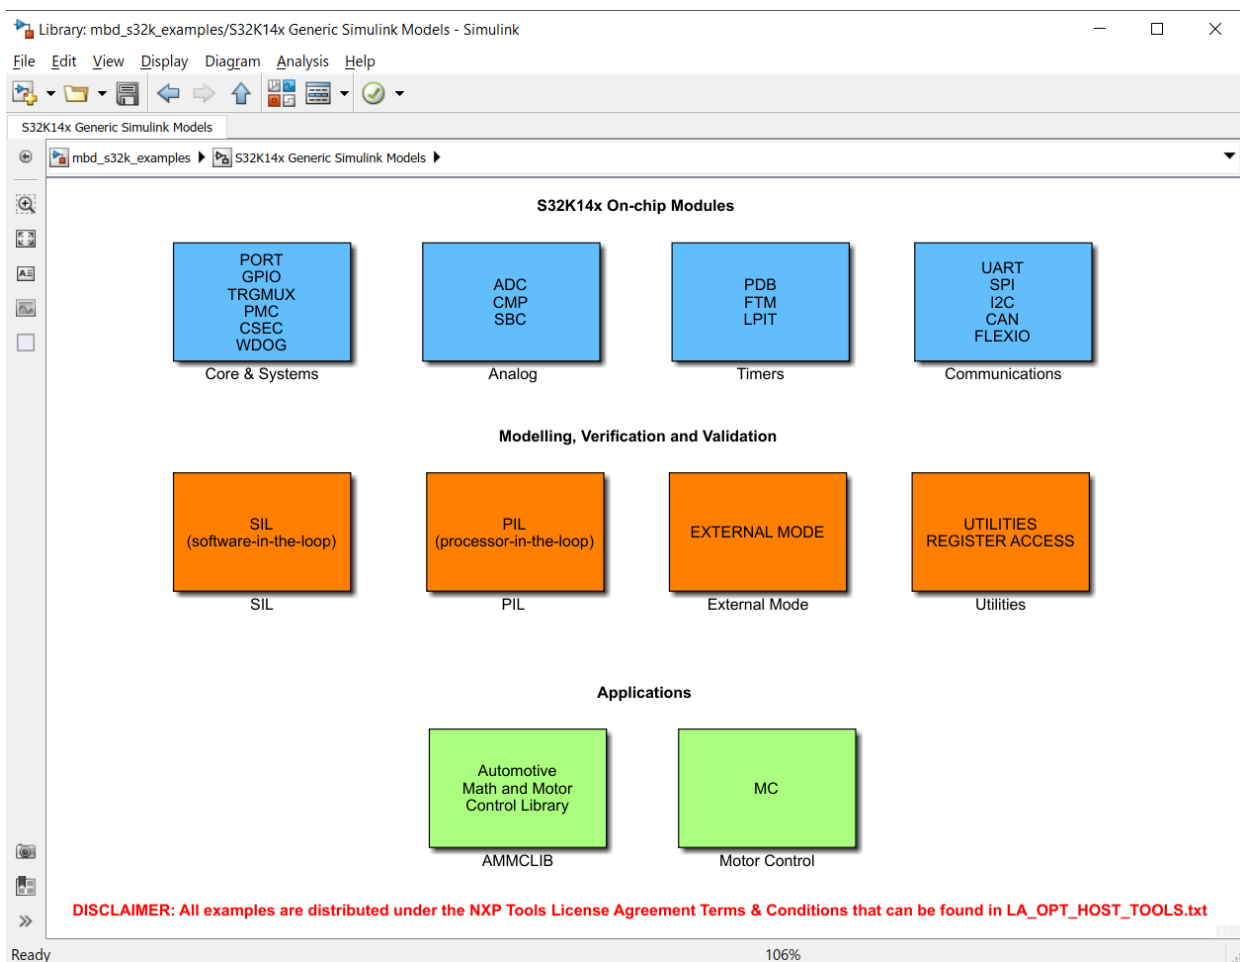 Library: mbd_s32k_examples/S32K14x Generic Simulink Models - Simulink
File Edit View Display Diagram Analysis Help
S32K14x Generic Simulink Models
mbd_s32k_examples S32K14x Generic Simulink Models
S32K14x On-chip Modules
PORT
GPIO
TRGMUX
PMC
CSEC
WDOG
Core & Systems
ADC
CMP
SBC
Analog
PDB
FTM
LPIT
Timers
UART
SPI
I2C
CAN
FLEXIO
Communications
Modelling, Verification and Validation
SIL
(software-in-the-loop)
SIL
PIL
(processor-in-the-loop)
PIL
EXTERNAL MODE
External Mode
UTILITIES
REGISTER ACCESS
Utilities
Applications
Automotive
Math and Motor
Control Library
AMMCLIB
MC
Motor Control
DISCLAIMER: All examples are distributed under the NXP Tools License Agreement Terms & Conditions that can be found in LA_OPT_HOST_TOOLS.txt
Ready 106%